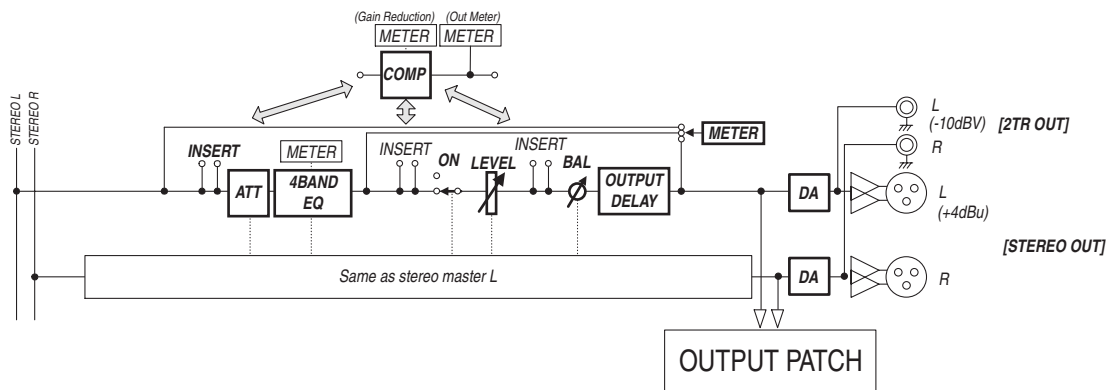 (Gain Reduction) (Out Meter)
METER METER
COMP
STEREO L
STEREO R
L
(-10dBV) [2TR OUT]
R
METER
INSERT
METER
INSERT
ON
LEVEL
INSERT
BAL
ATT
4BAND
EQ
OUTPUT
DELAY
DA
L
(+4dBu)
[STEREO OUT]
Same as stereo master L
DA
R
OUTPUT PATCH